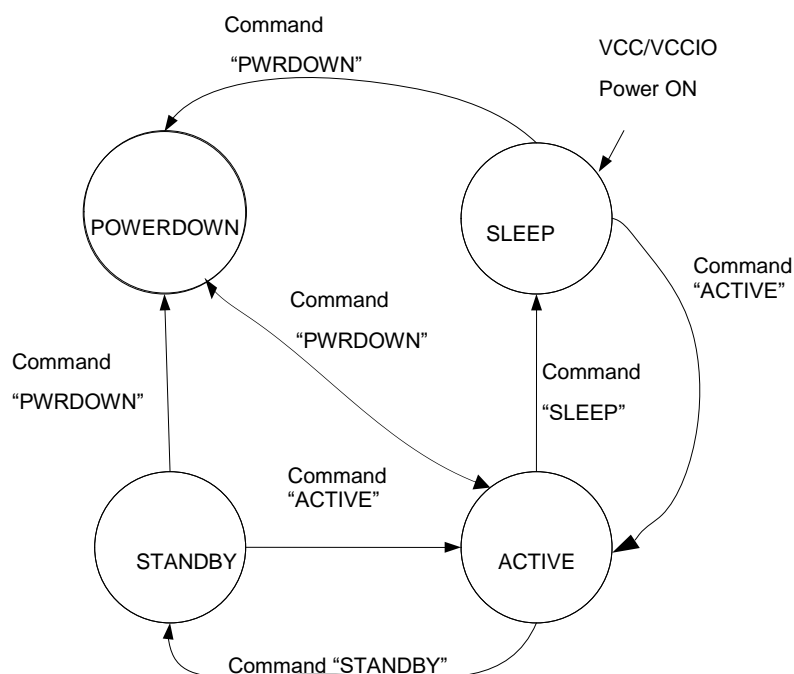 Command
“PWRDOWN”
VCC/VCCIO
Power ON
POWERDOWN
SLEEP
Command
“ACTIVE”
Command
“PWRDOWN”
Command
“PWRDOWN”
Command
“SLEEP”
Command
“ACTIVE”
STANDBY
ACTIVE
Command “STANDBY”